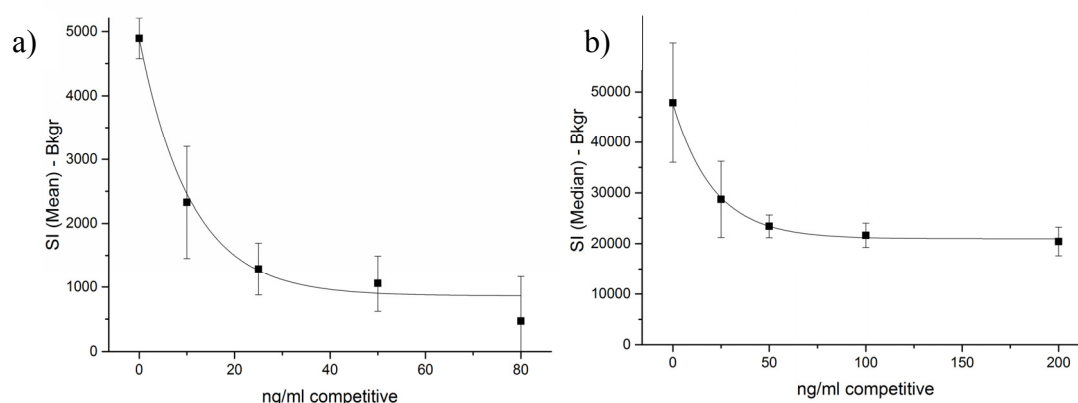 a)
5000
4000
3000
2000
1000
0
SI (Mean) - Bkgr
0 20 40 60 80
ng/ml competitive
b)
50000
40000
30000
20000
10000
0
SI (Median) - Bkgr
0 50 100 150 200
ng/ml competitive